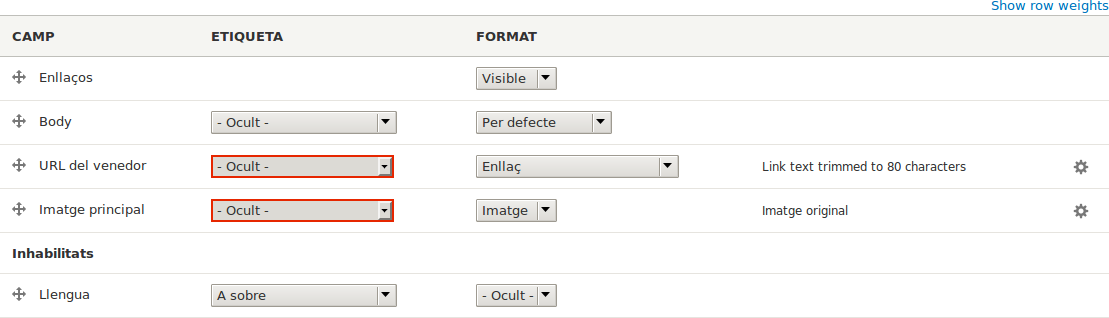 Show row weights
CAMP ETIQUETA FORMAT
Enllaços Visible
Body - Ocult - Per defecte
URL del venedor - Ocult - Enllaç Link text trimmed to 80 characters
Imatge principal - Ocult - Imatge Imatge original
Inhabilitats
Llengua A sobre - Ocult -